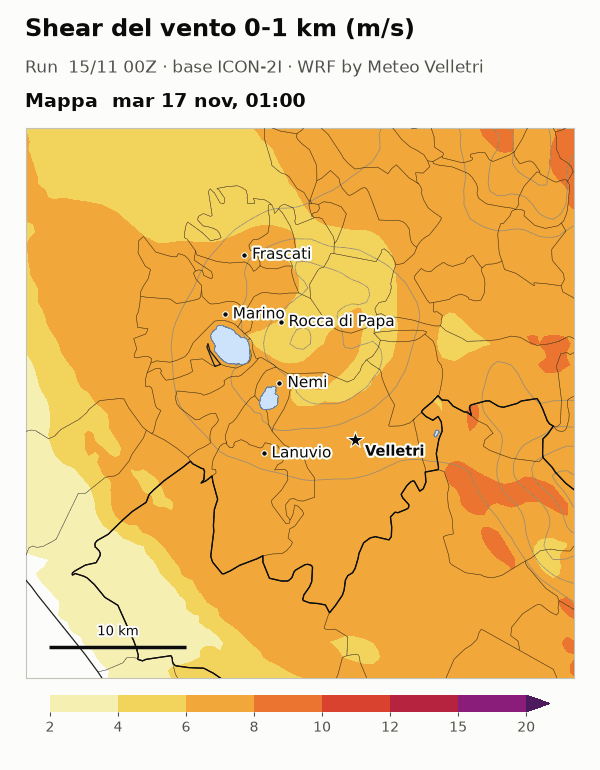 Shear del vento 0-1 km (m/s)
Run  15/11 00Z · base ICON-2I · WRF by Meteo Velletri
Mappa  mar 17 nov, 01:00
Frascati
Marino
Rocca di Papa
Nemi
Velletri
Lanuvio
10 km
2 4 6 8 10 12 15 20